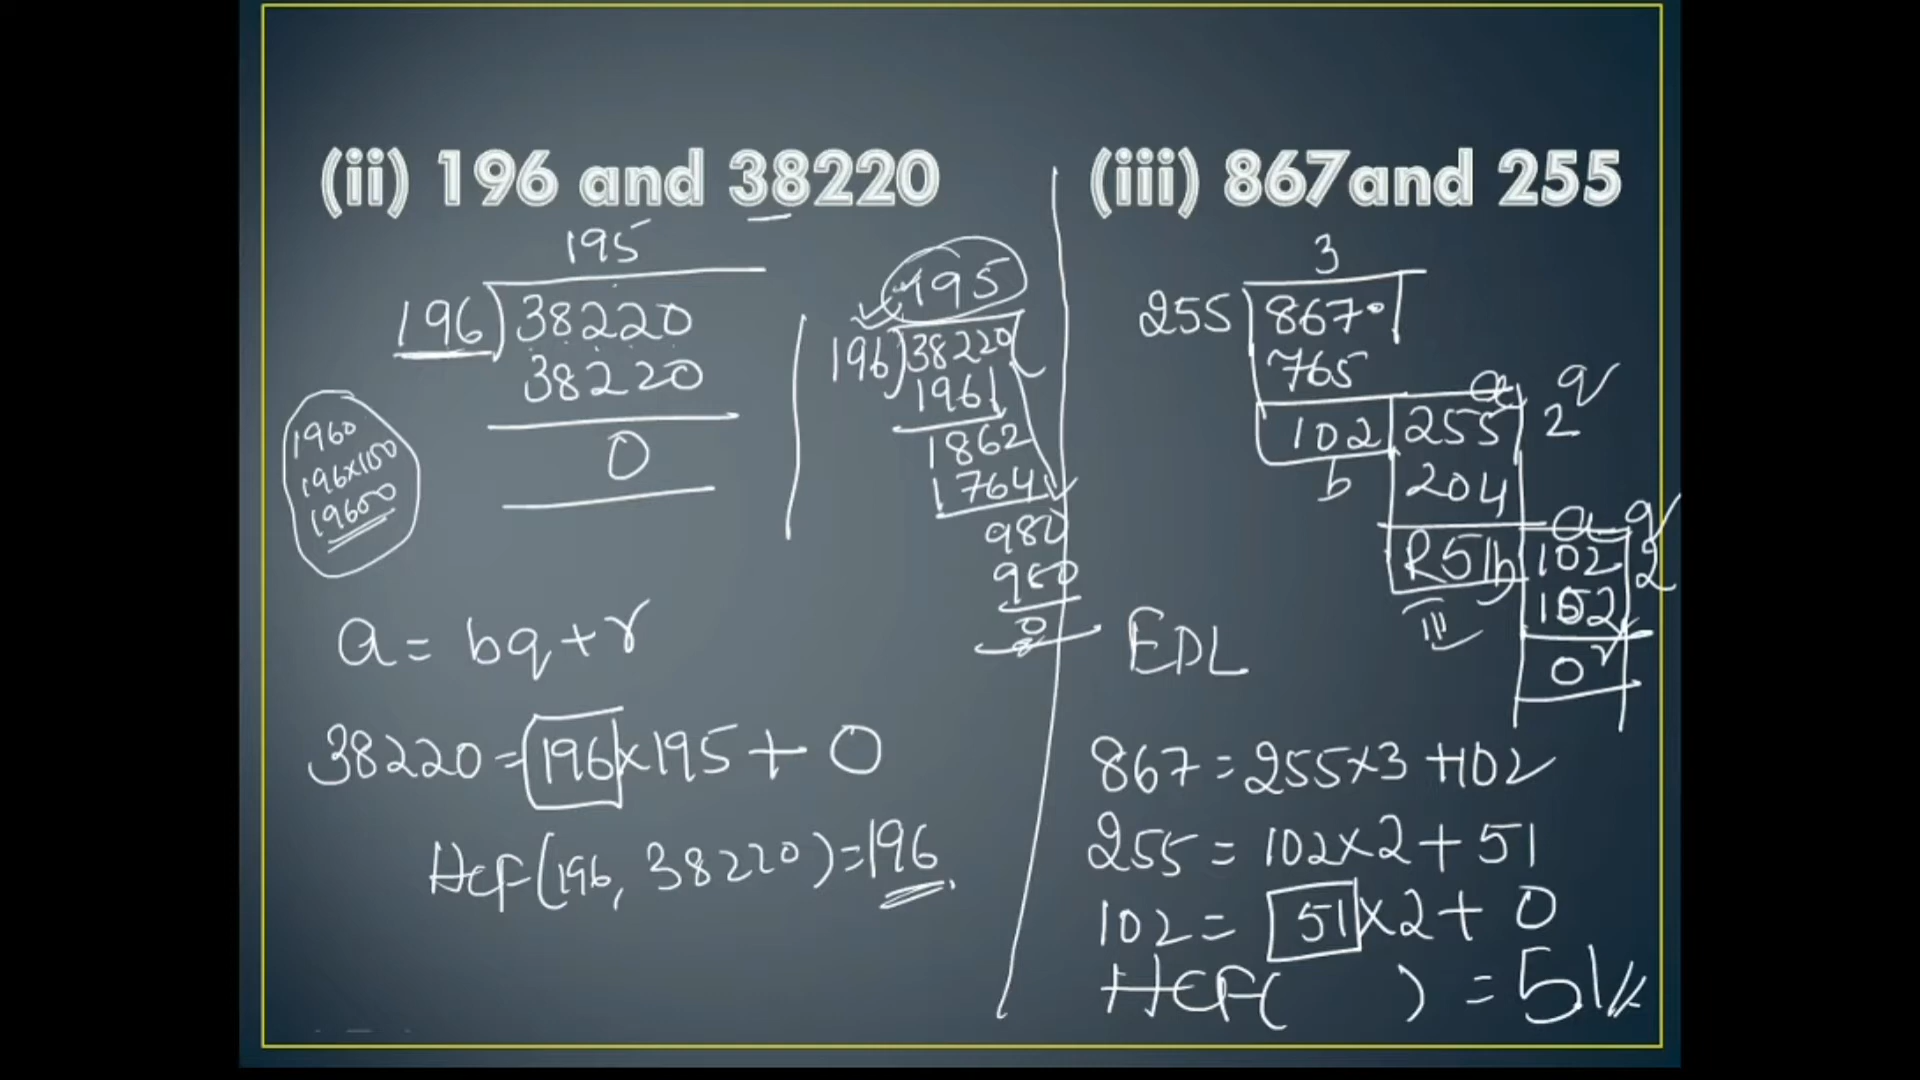 (ii) 196 and 38220
195
196) 38220
38220
0
1960
196x100
19600
195
196) 38220
1961
1862
1764
980
980
0
a = bq + r
38220 = 196 x 195 + 0
HCF (196, 38220) = 196.
(iii) 867and 255
3
255 867
765 a q
102 255 2
b 204 a q
R 51 b 102 2
102
0 r
EDL
867 = 255 x 3 + 102
255 = 102 x 2 + 51
102 = 51 x 2 + 0
HCF ( ) = 51